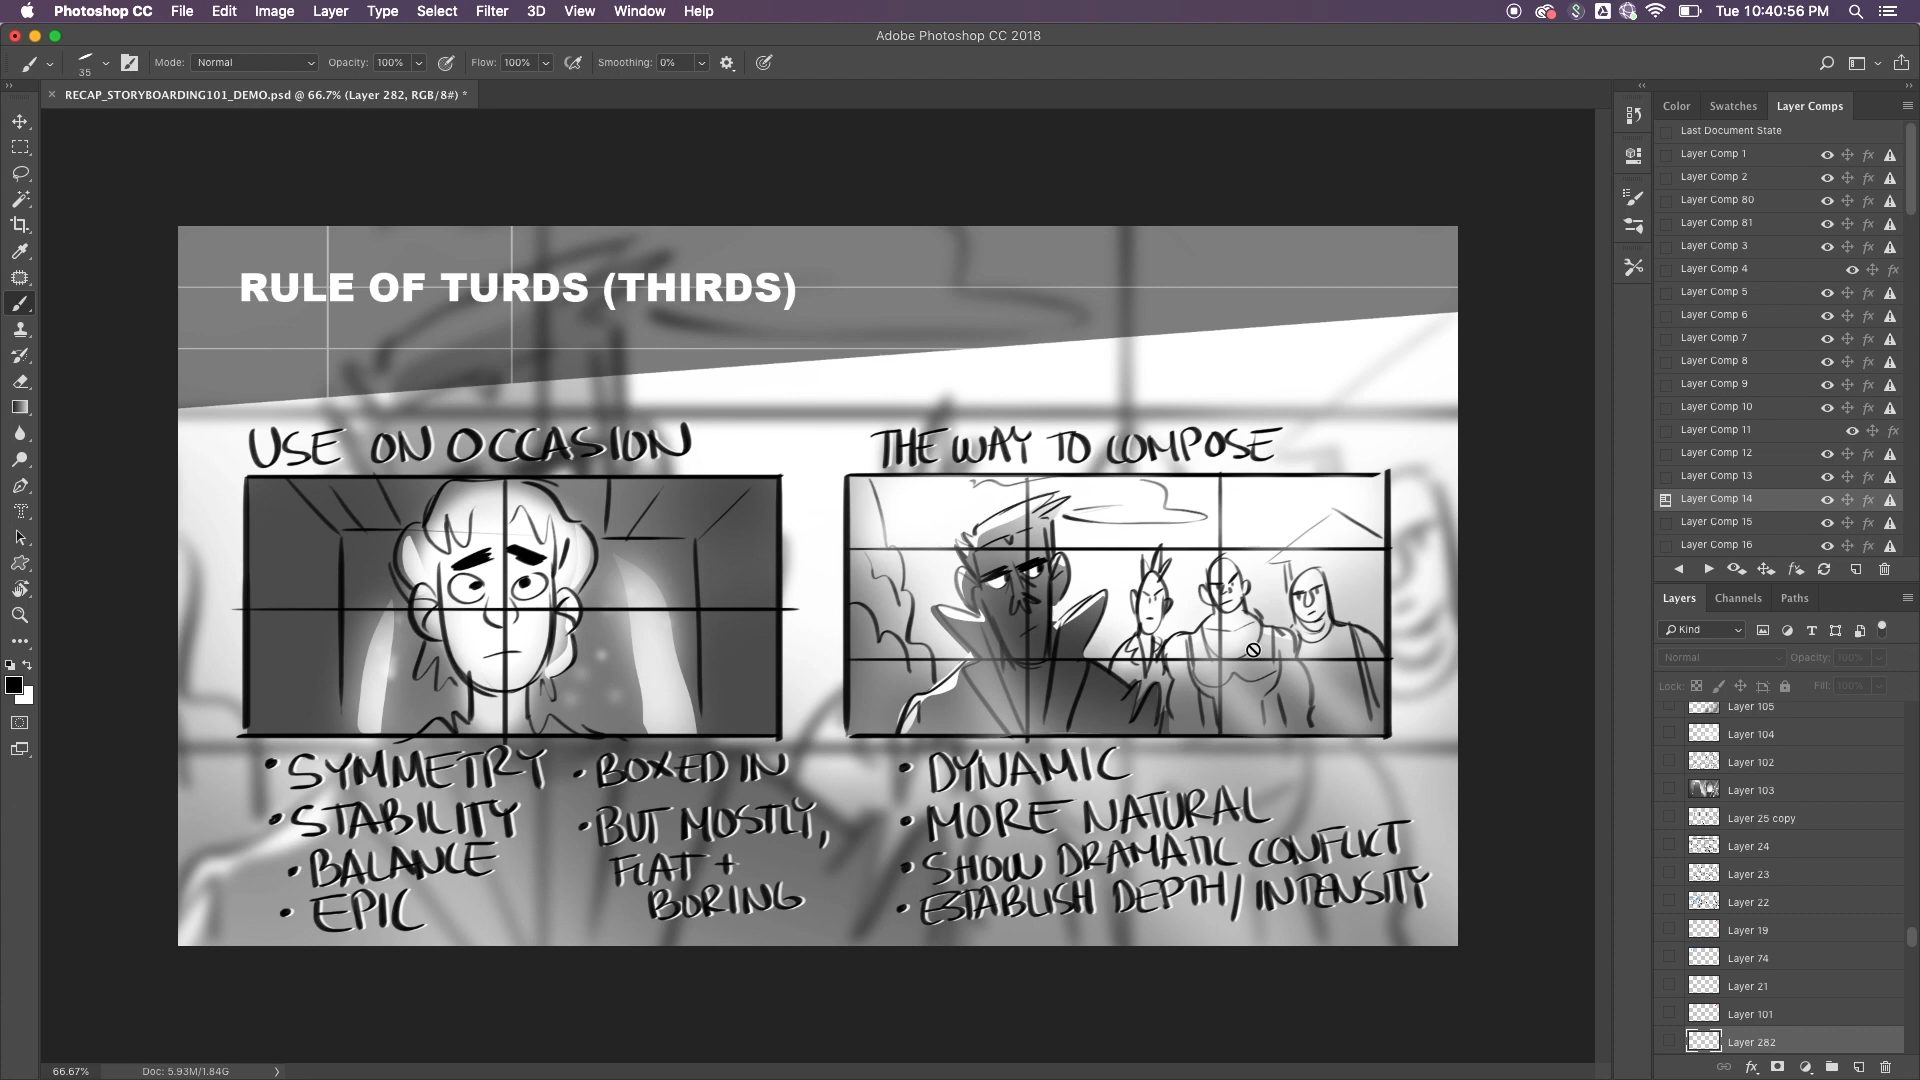 Photoshop CC File Edit Image Layer Type Select Filter 3D View Window Help Tue 10:40:56 PM
Adobe Photoshop CC 2018
35 Mode: Normal Opacity: 100% Flow: 100% Smoothing: 0%
RECAP_STORYBOARDING101_DEMO.psd @ 66.7% (Layer 282, RGB/8#) *
RULE OF TURDS (THIRDS)
USE ON OCCASION
• SYMMETRY
• STABILITY
• BALANCE
• EPIC
• BOXED IN
• BUT MOSTLY,
FLAT +
BORING
THE WAY TO COMPOSE
• DYNAMIC
• MORE NATURAL
• SHOW DRAMATIC CONFLICT
• ESTABLISH DEPTH/INTENSITY
66.67% Doc: 5.93M/1.84G
Color Swatches Layer Comps
Last Document State
Layer Comp 1
Layer Comp 2
Layer Comp 80
Layer Comp 81
Layer Comp 3
Layer Comp 4
Layer Comp 5
Layer Comp 6
Layer Comp 7
Layer Comp 8
Layer Comp 9
Layer Comp 10
Layer Comp 11
Layer Comp 12
Layer Comp 13
Layer Comp 14
Layer Comp 15
Layer Comp 16
Layers Channels Paths
Kind
Normal Opacity: 100%
Lock: Fill: 100%
Layer 105
Layer 104
Layer 102
Layer 103
Layer 25 copy
Layer 24
Layer 23
Layer 22
Layer 19
Layer 74
Layer 21
Layer 101
Layer 282